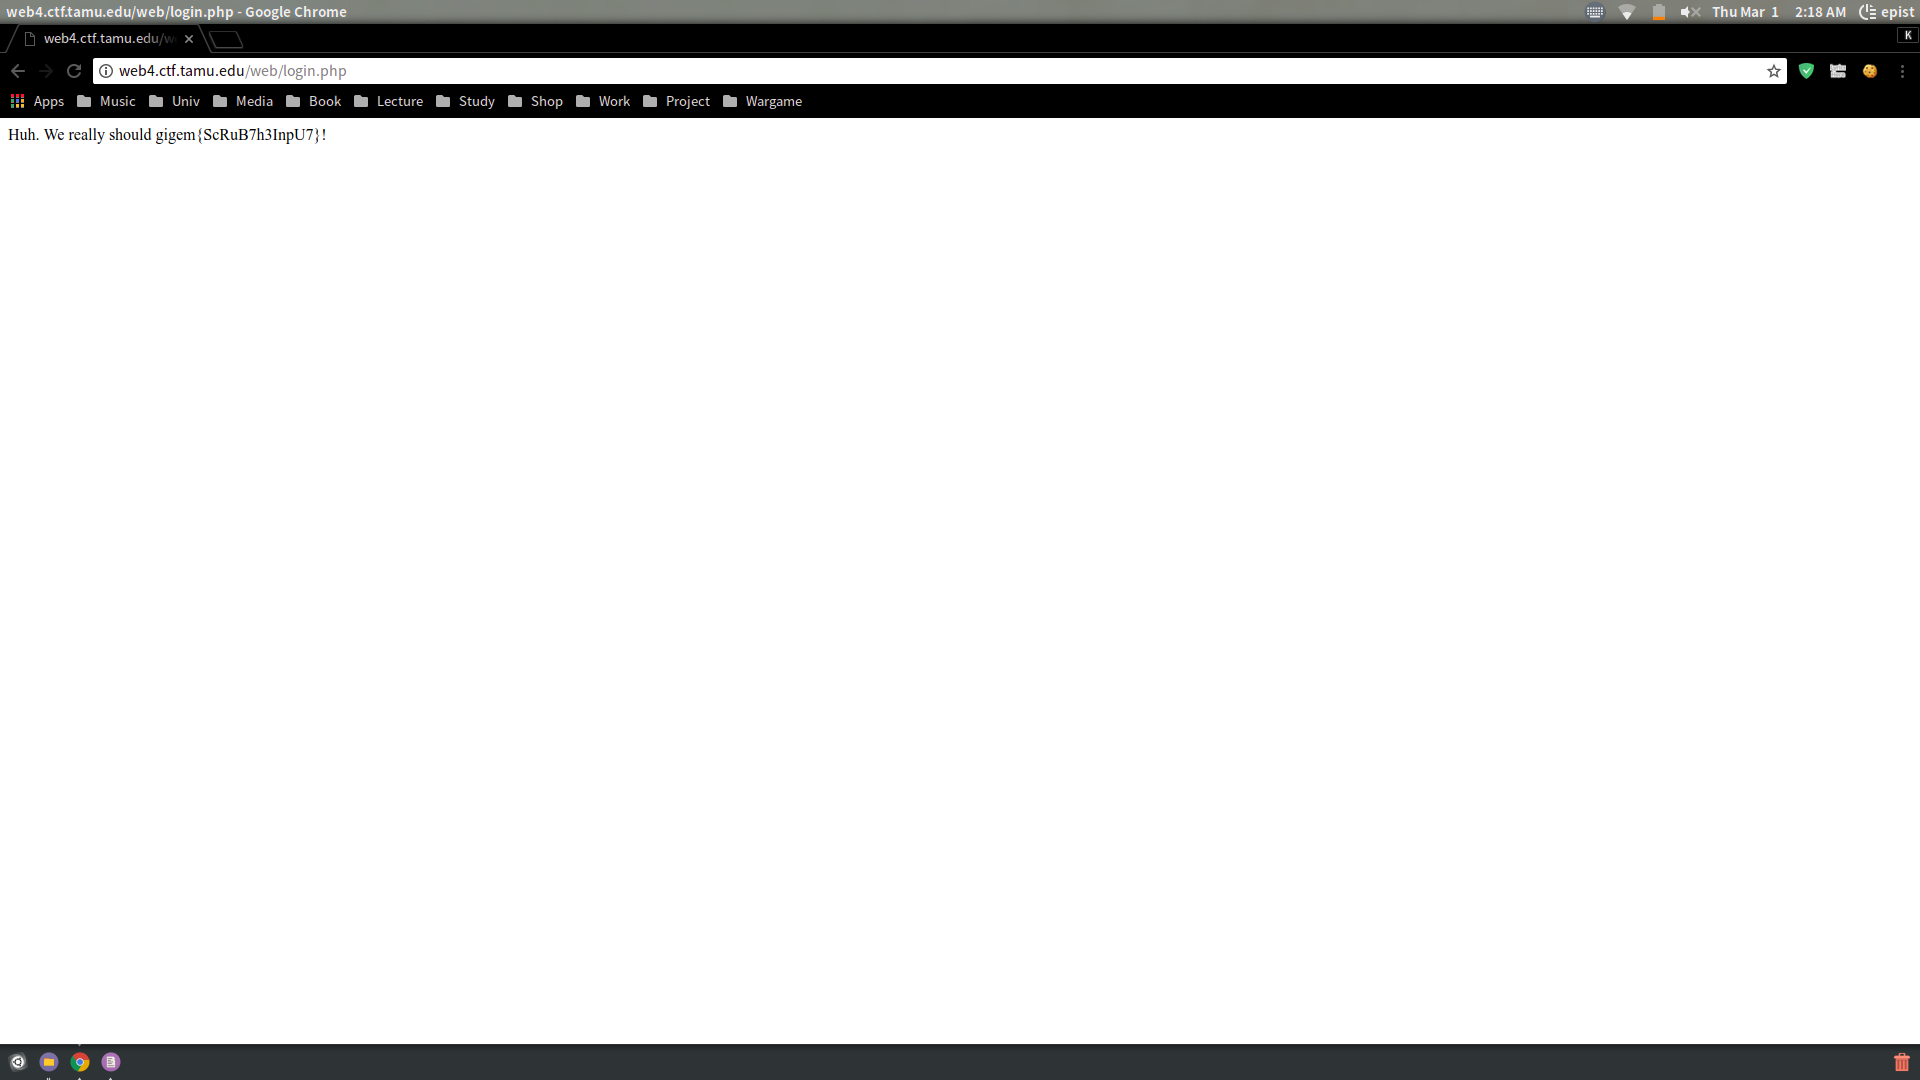 web4.ctf.tamu.edu/web/login.php - Google Chrome
Thu Mar 1 2:18 AM epist
web4.ctf.tamu.edu/w
K
web4.ctf.tamu.edu/web/login.php
Apps Music Univ Media Book Lecture Study Shop Work Project Wargame
Huh. We really should gigem{ScRuB7h3InpU7}!